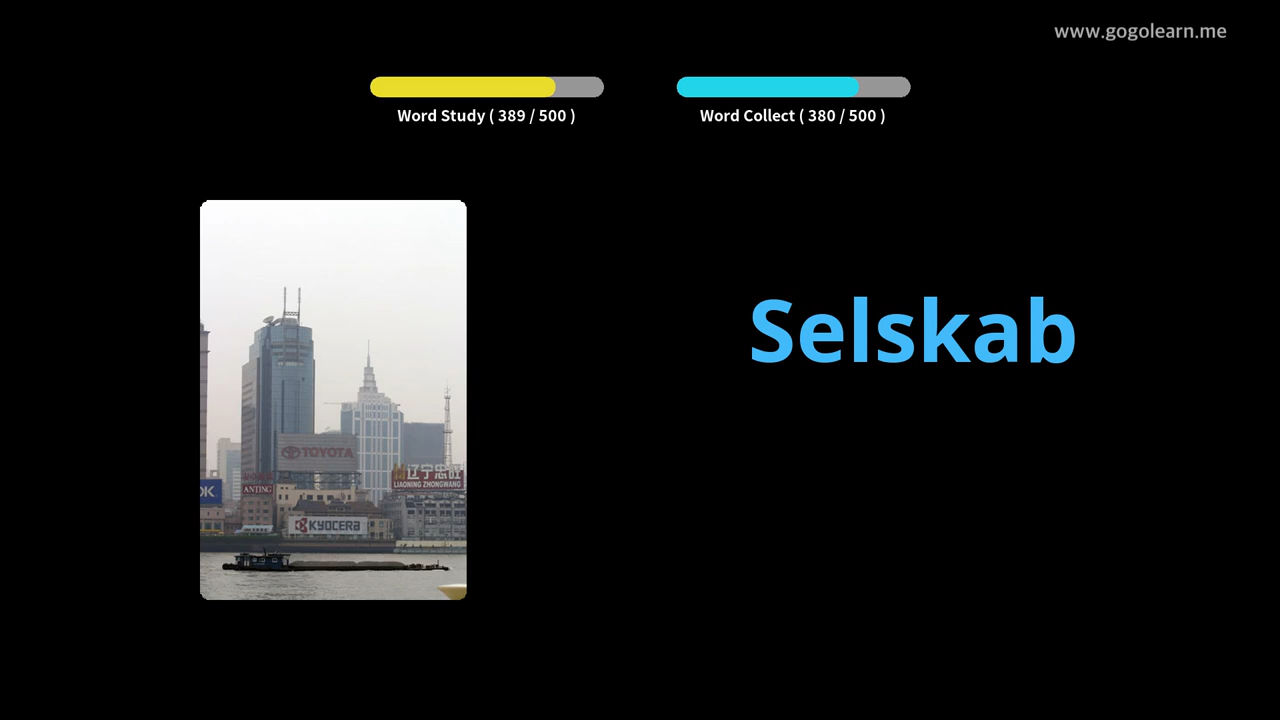 www.gogolearn.me
Word Study ( 389 / 500 )
Word Collect ( 380 / 500 )
Selskab
TOYOTA
辽宁忠旺
LIAONING ZHONGWANG
OK
ANTING
KYOCERA